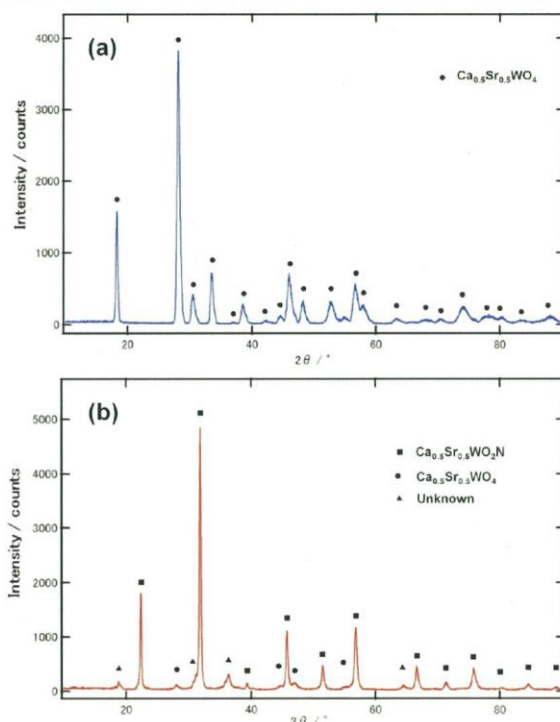 (a)
● Ca₀.₅Sr₀.₅WO₄
Intensity / counts
4000
3000
2000
1000
0
20
40
60
80
2θ / °
(b)
■ Ca₀.₅Sr₀.₅WO₂N
● Ca₀.₅Sr₀.₅WO₄
▲ Unknown
Intensity / counts
5000
4000
3000
2000
1000
0
20
40
60
80
2θ / °